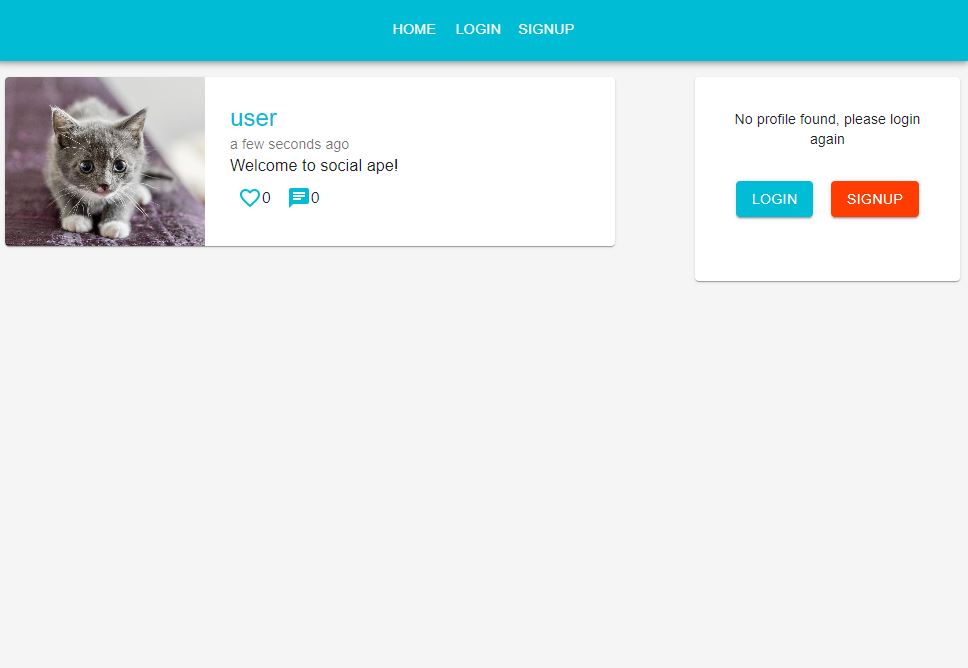 HOME LOGIN SIGNUP
user
a few seconds ago
Welcome to social ape!
0 0
No profile found, please login
again
LOGIN SIGNUP